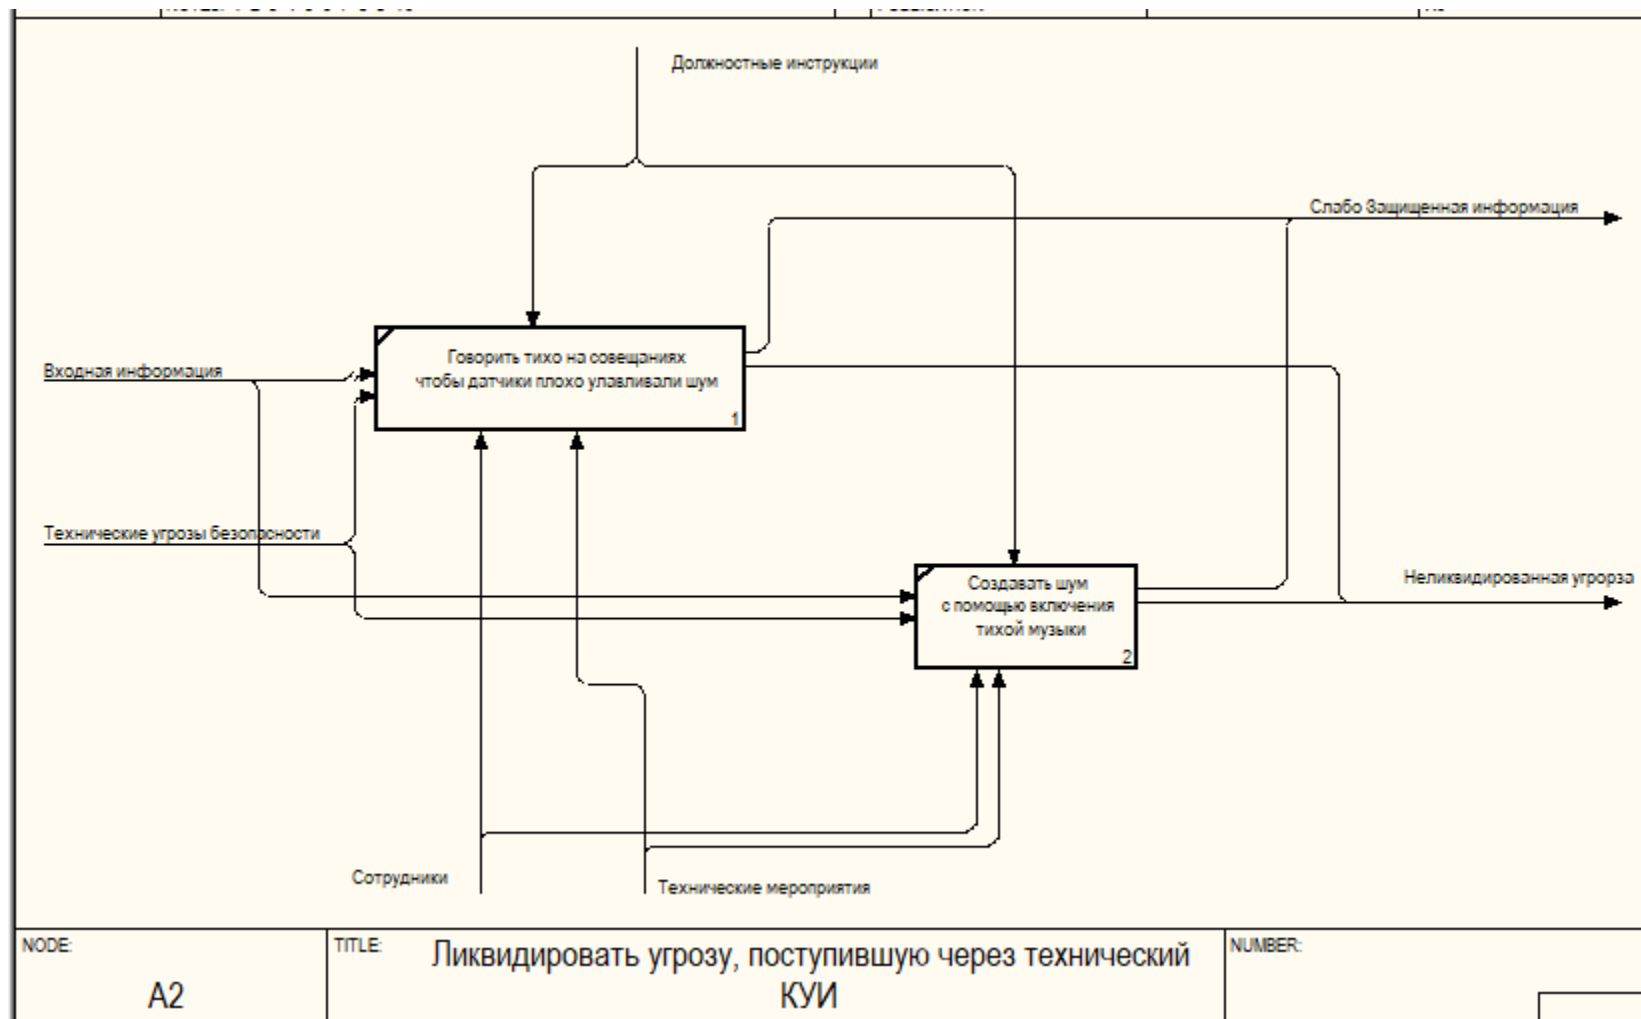 Должностные инструкции
Слабо Защищенная информация
Говорить тихо на совещаниях
чтобы датчики плохо улавливали шум
1
Входная информация
Технические угрозы безопасности
Создавать шум
с помощью включения
тихой музыки
2
Неликвидированная угрорза
Сотрудники
Технические мероприятия
NODE:
A2
TITLE:
Ликвидировать угрозу, поступившую через технический
КУИ
NUMBER: